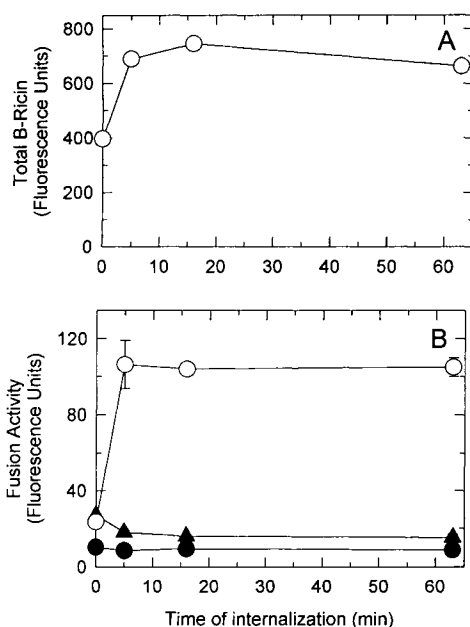 A
Total B-Ricin
(Fluorescence Units)
800
600
400
200
0
0 10 20 30 40 50 60
B
Fusion Activity
(Fluorescence Units)
120
80
40
0
0 10 20 30 40 50 60
Time of internalization (min)